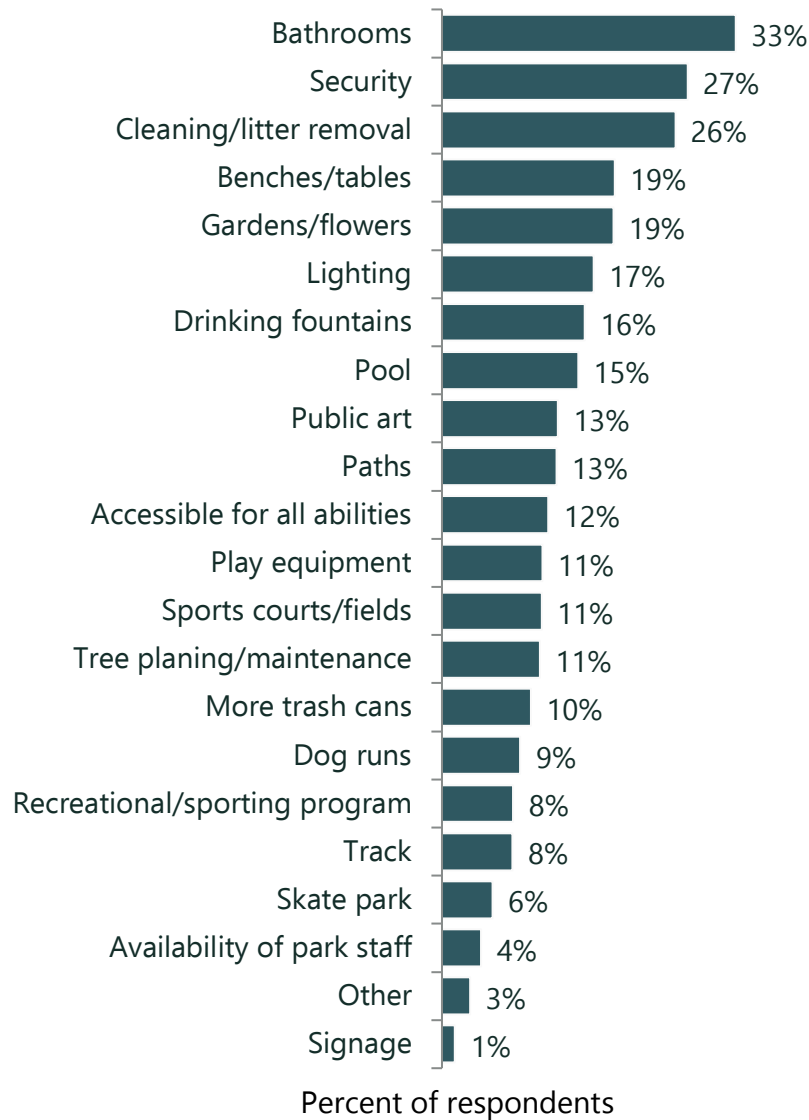 Bathrooms 33%
Security 27%
Cleaning/litter removal 26%
Benches/tables 19%
Gardens/flowers 19%
Lighting 17%
Drinking fountains 16%
Pool 15%
Public art 13%
Paths 13%
Accessible for all abilities 12%
Play equipment 11%
Sports courts/fields 11%
Tree planing/maintenance 11%
More trash cans 10%
Dog runs 9%
Recreational/sporting program 8%
Track 8%
Skate park 6%
Availability of park staff 4%
Other 3%
Signage 1%
Percent of respondents